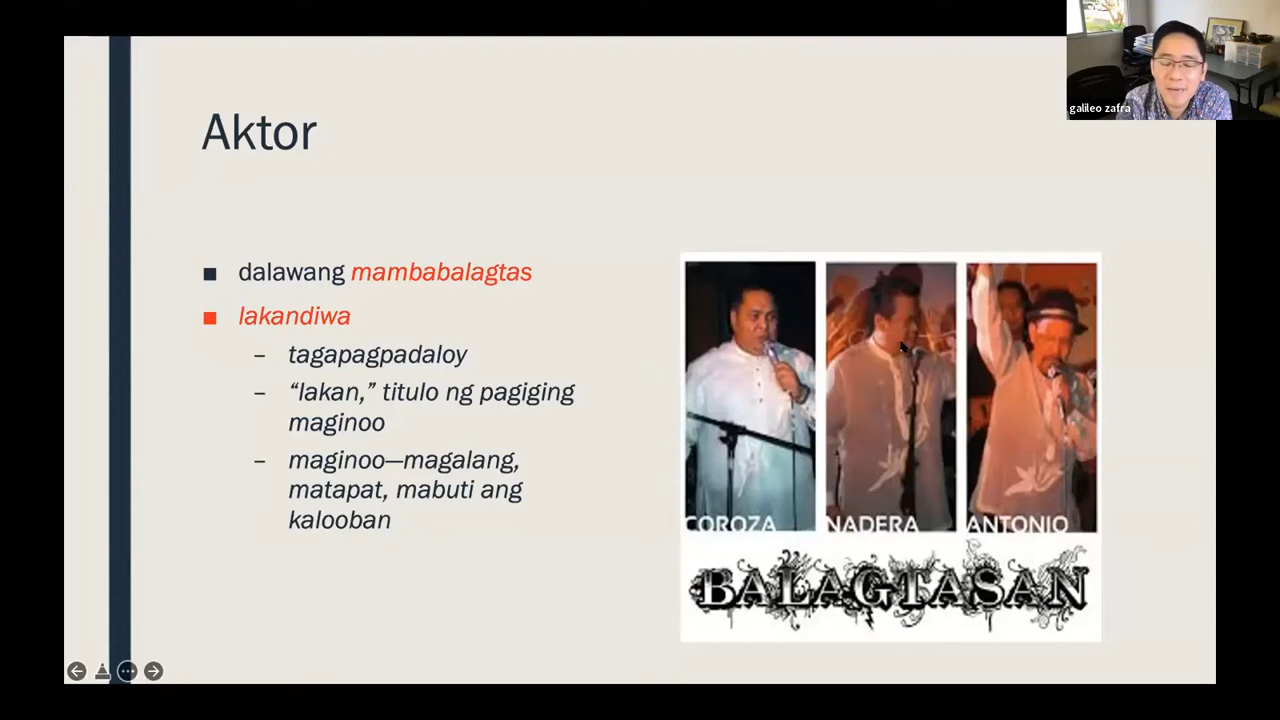 galileo zafra
Aktor
dalawang mambabalagtas
lakandiwa
– tagapagpadaloy
– “lakan,” titulo ng pagiging
maginoo
– maginoo—magalang,
matapat, mabuti ang
kalooban
COROZA NADERA ANTONIO
BALAGTASAN